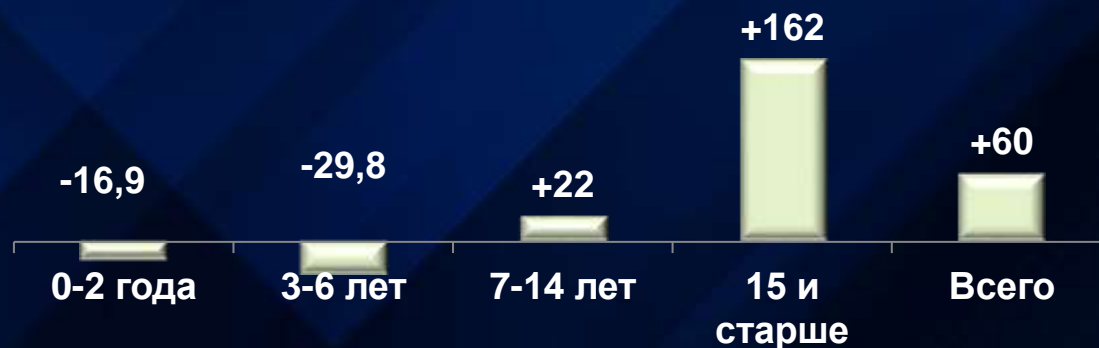 +162
+60
-29,8
-16,9
+22
0-2 года
3-6 лет
7-14 лет
15 и
старше
Всего